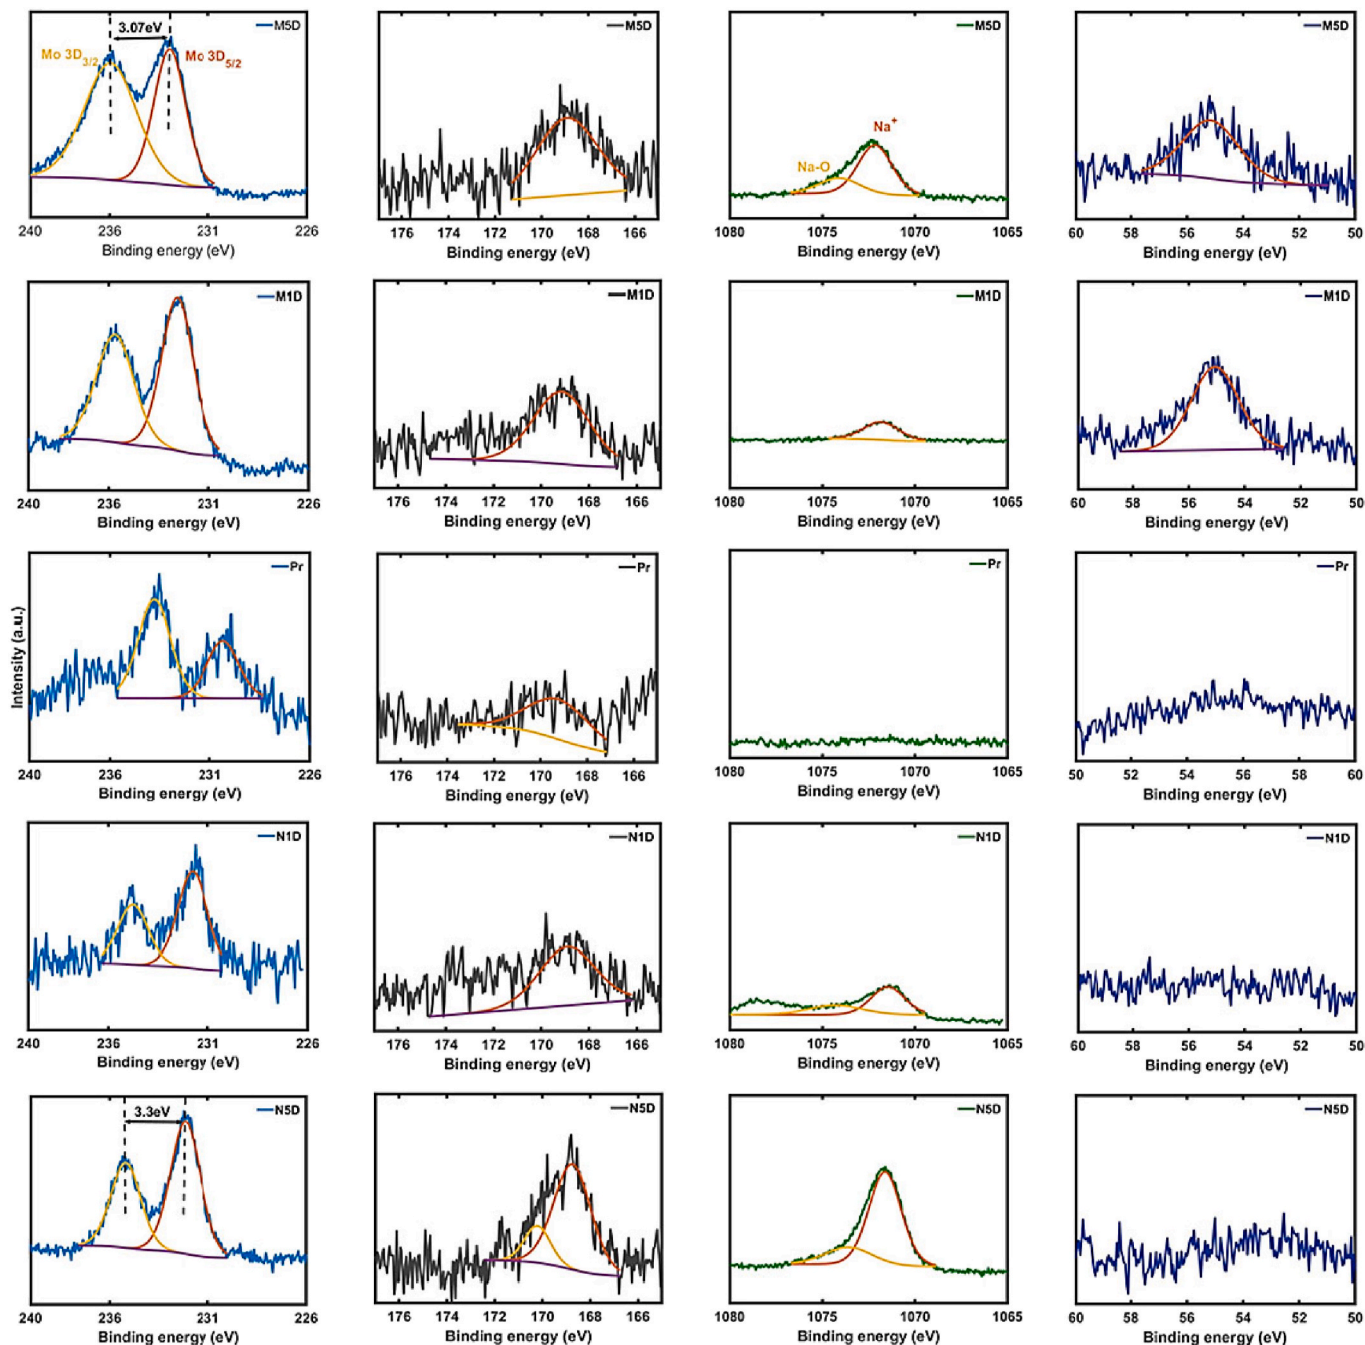 3.07eV
M5D
Mo 3D3/2
Mo 3D5/2
240 236 231 226
Binding energy (eV)
M5D
176 174 172 170 168 166
Binding energy (eV)
M5D
Na+
Na-O
1080 1075 1070 1065
Binding energy (eV)
M5D
60 58 56 54 52 50
Binding energy (eV)
M1D
240 236 231 226
Binding energy (eV)
M1D
176 174 172 170 168 166
Binding energy (eV)
M1D
1080 1075 1070 1065
Binding energy (eV)
M1D
60 58 56 54 52 50
Binding energy (eV)
Intensity (a.u.)
Pr
240 236 231 226
Binding energy (eV)
Pr
176 174 172 170 168 166
Binding energy (eV)
Pr
1080 1075 1070 1065
Binding energy (eV)
Pr
50 52 54 56 58 60
Binding energy (eV)
N1D
240 236 231 226
Binding energy (eV)
N1D
176 174 172 170 168 166
Binding energy (eV)
N1D
1080 1075 1070 1065
Binding energy (eV)
N1D
60 58 56 54 52 50
Binding energy (eV)
3.3eV
N5D
240 236 231 226
Binding energy (eV)
N5D
176 174 172 170 168 166
Binding energy (eV)
N5D
1080 1075 1070 1065
Binding energy (eV)
N5D
60 58 56 54 52 50
Binding energy (eV)